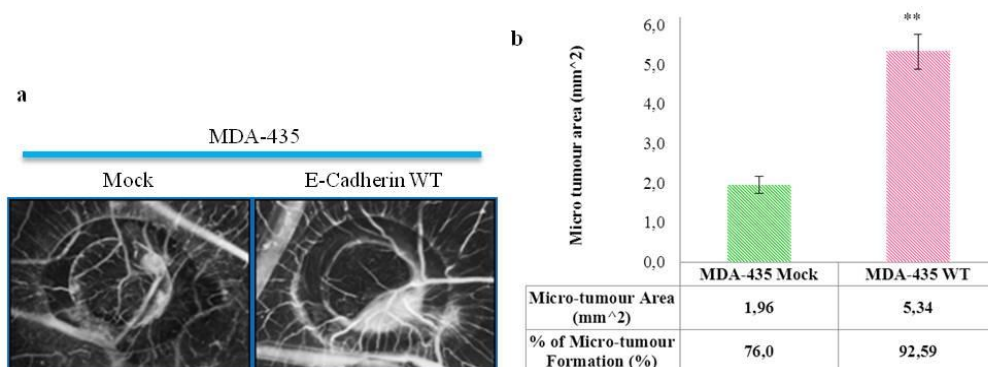 a
MDA-435
Mock
E-Cadherin WT
b
Micro tumour area (mm^2)
6,0
5,0
4,0
3,0
2,0
1,0
0,0
**
MDA-435 Mock
MDA-435 WT
Micro-tumour Area
(mm^2)
1,96
5,34
% of Micro-tumour
Formation (%)
76,0
92,59